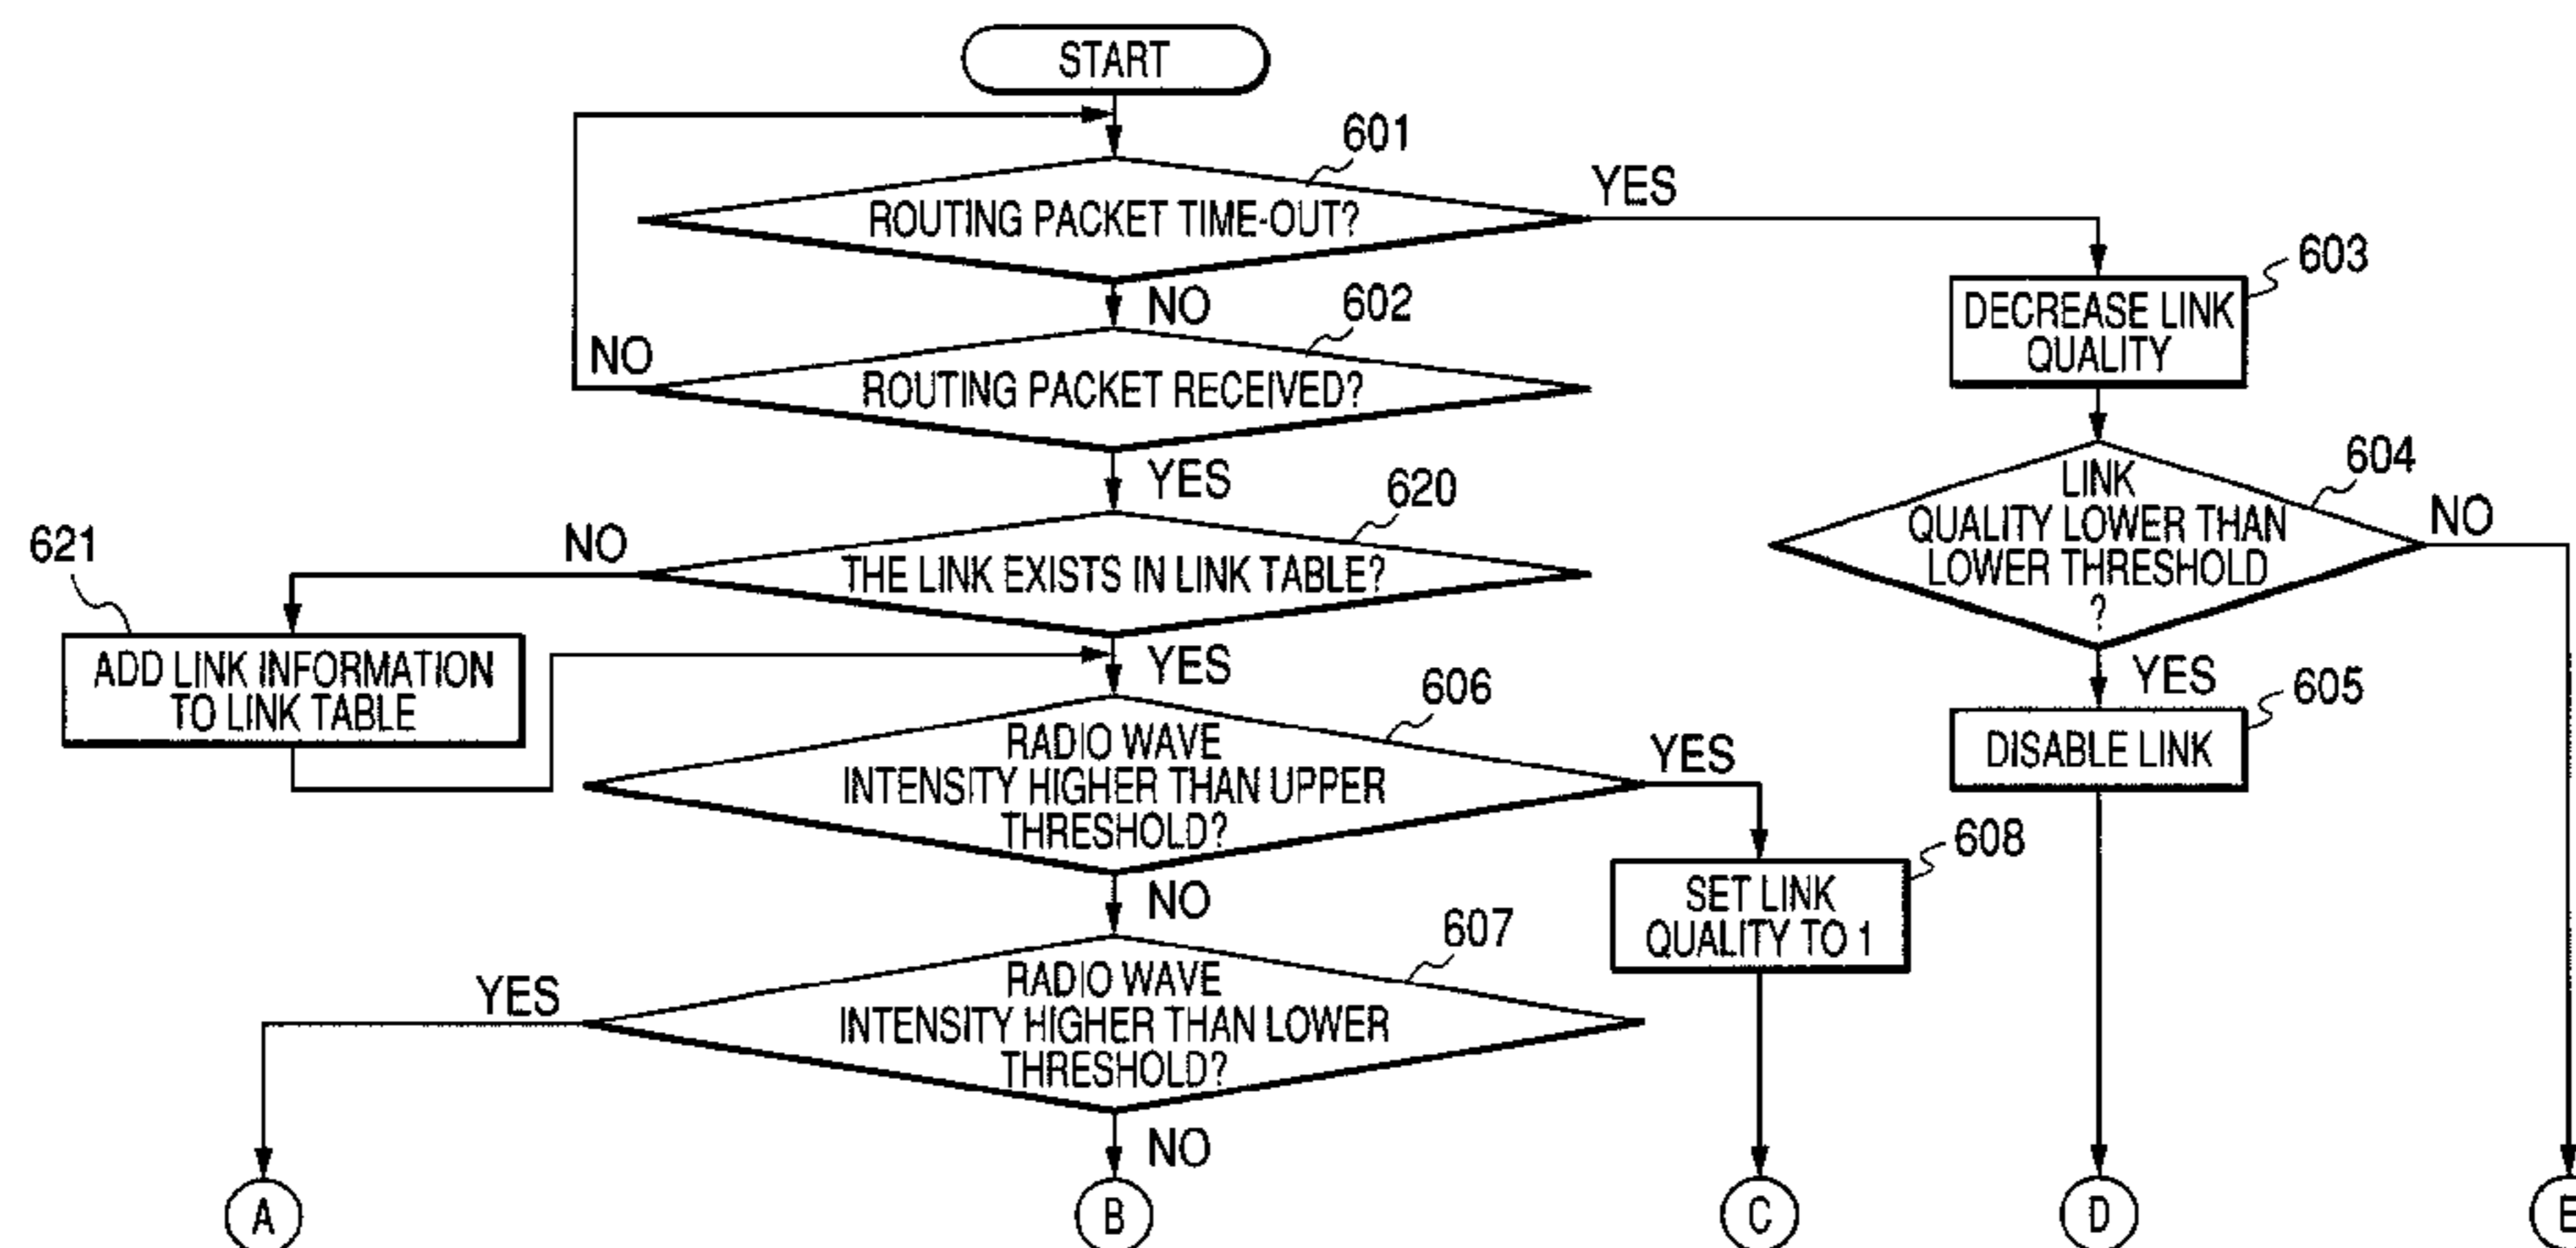 START
601
ROUTING PACKET TIME-OUT?
YES
603
DECREASE LINK
QUALITY
NO
602
NO
ROUTING PACKET RECEIVED?
604
LINK
QUALITY LOWER THAN
LOWER THRESHOLD
?
NO
YES
620
NO
621
THE LINK EXISTS IN LINK TABLE?
ADD LINK INFORMATION
TO LINK TABLE
YES
YES
605
DISABLE LINK
606
RADIO WAVE
INTENSITY HIGHER THAN UPPER
THRESHOLD?
YES
608
SET LINK
QUALITY TO 1
NO
607
RADIO WAVE
INTENSITY HIGHER THAN LOWER
THRESHOLD?
YES
NO
A
B
C
D
E